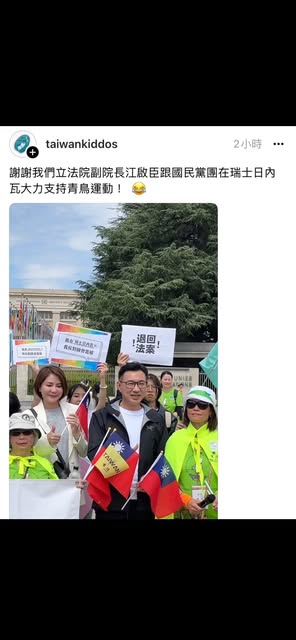 taiwankiddos
2小時
謝謝我們立法院副院長江啟臣跟國民黨團在瑞士日內
瓦大力支持青鳥運動！ 😂
退回
!法案!
TAIWAN